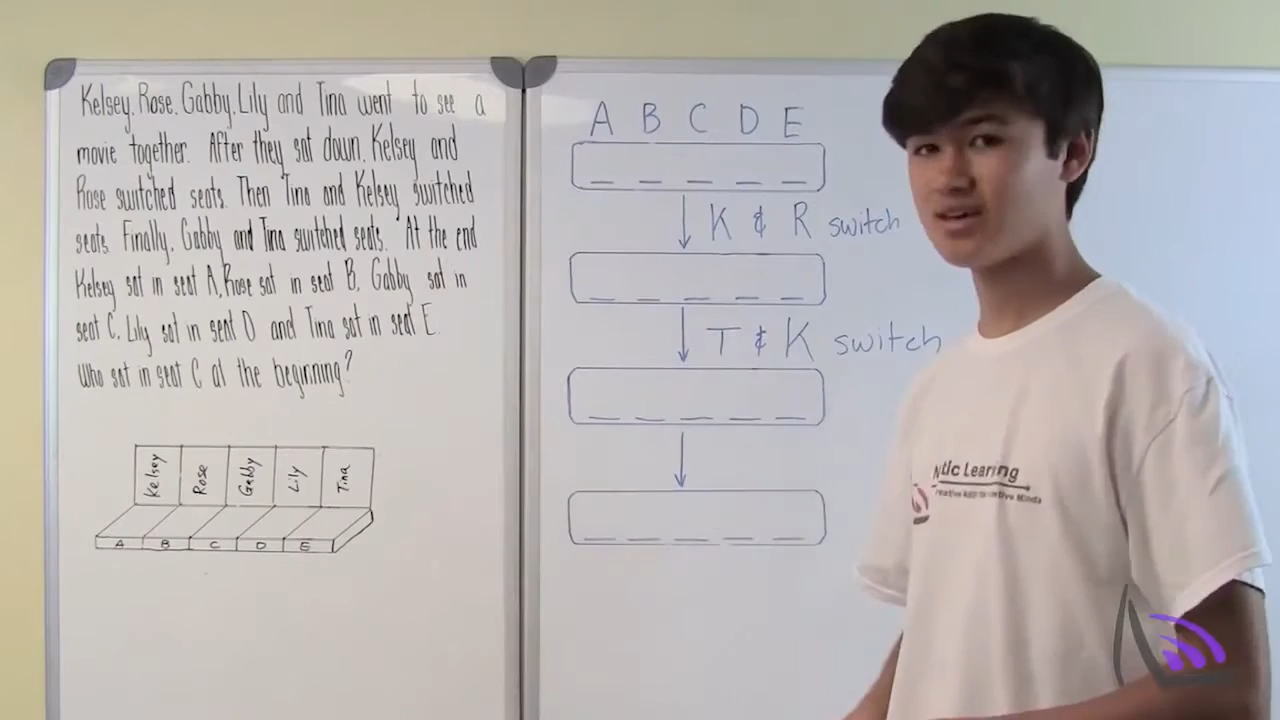 Kelsey, Rose, Gabby, Lily and Tina went to see a
movie together. After they sat down, Kelsey and
Rose switched seats. Then Tina and Kelsey switched
seats. Finally, Gabby and Tina switched seats. At the end
Kelsey sat in seat A, Rose sat in seat B, Gabby sat in
seat C, Lily sat in seat D and Tina sat in seat E.
Who sat in seat C at the beginning?
Kelsey Rose Gabby Lily Tina
A B C D E
A B C D E
K & R switch
T & K switch
Learning